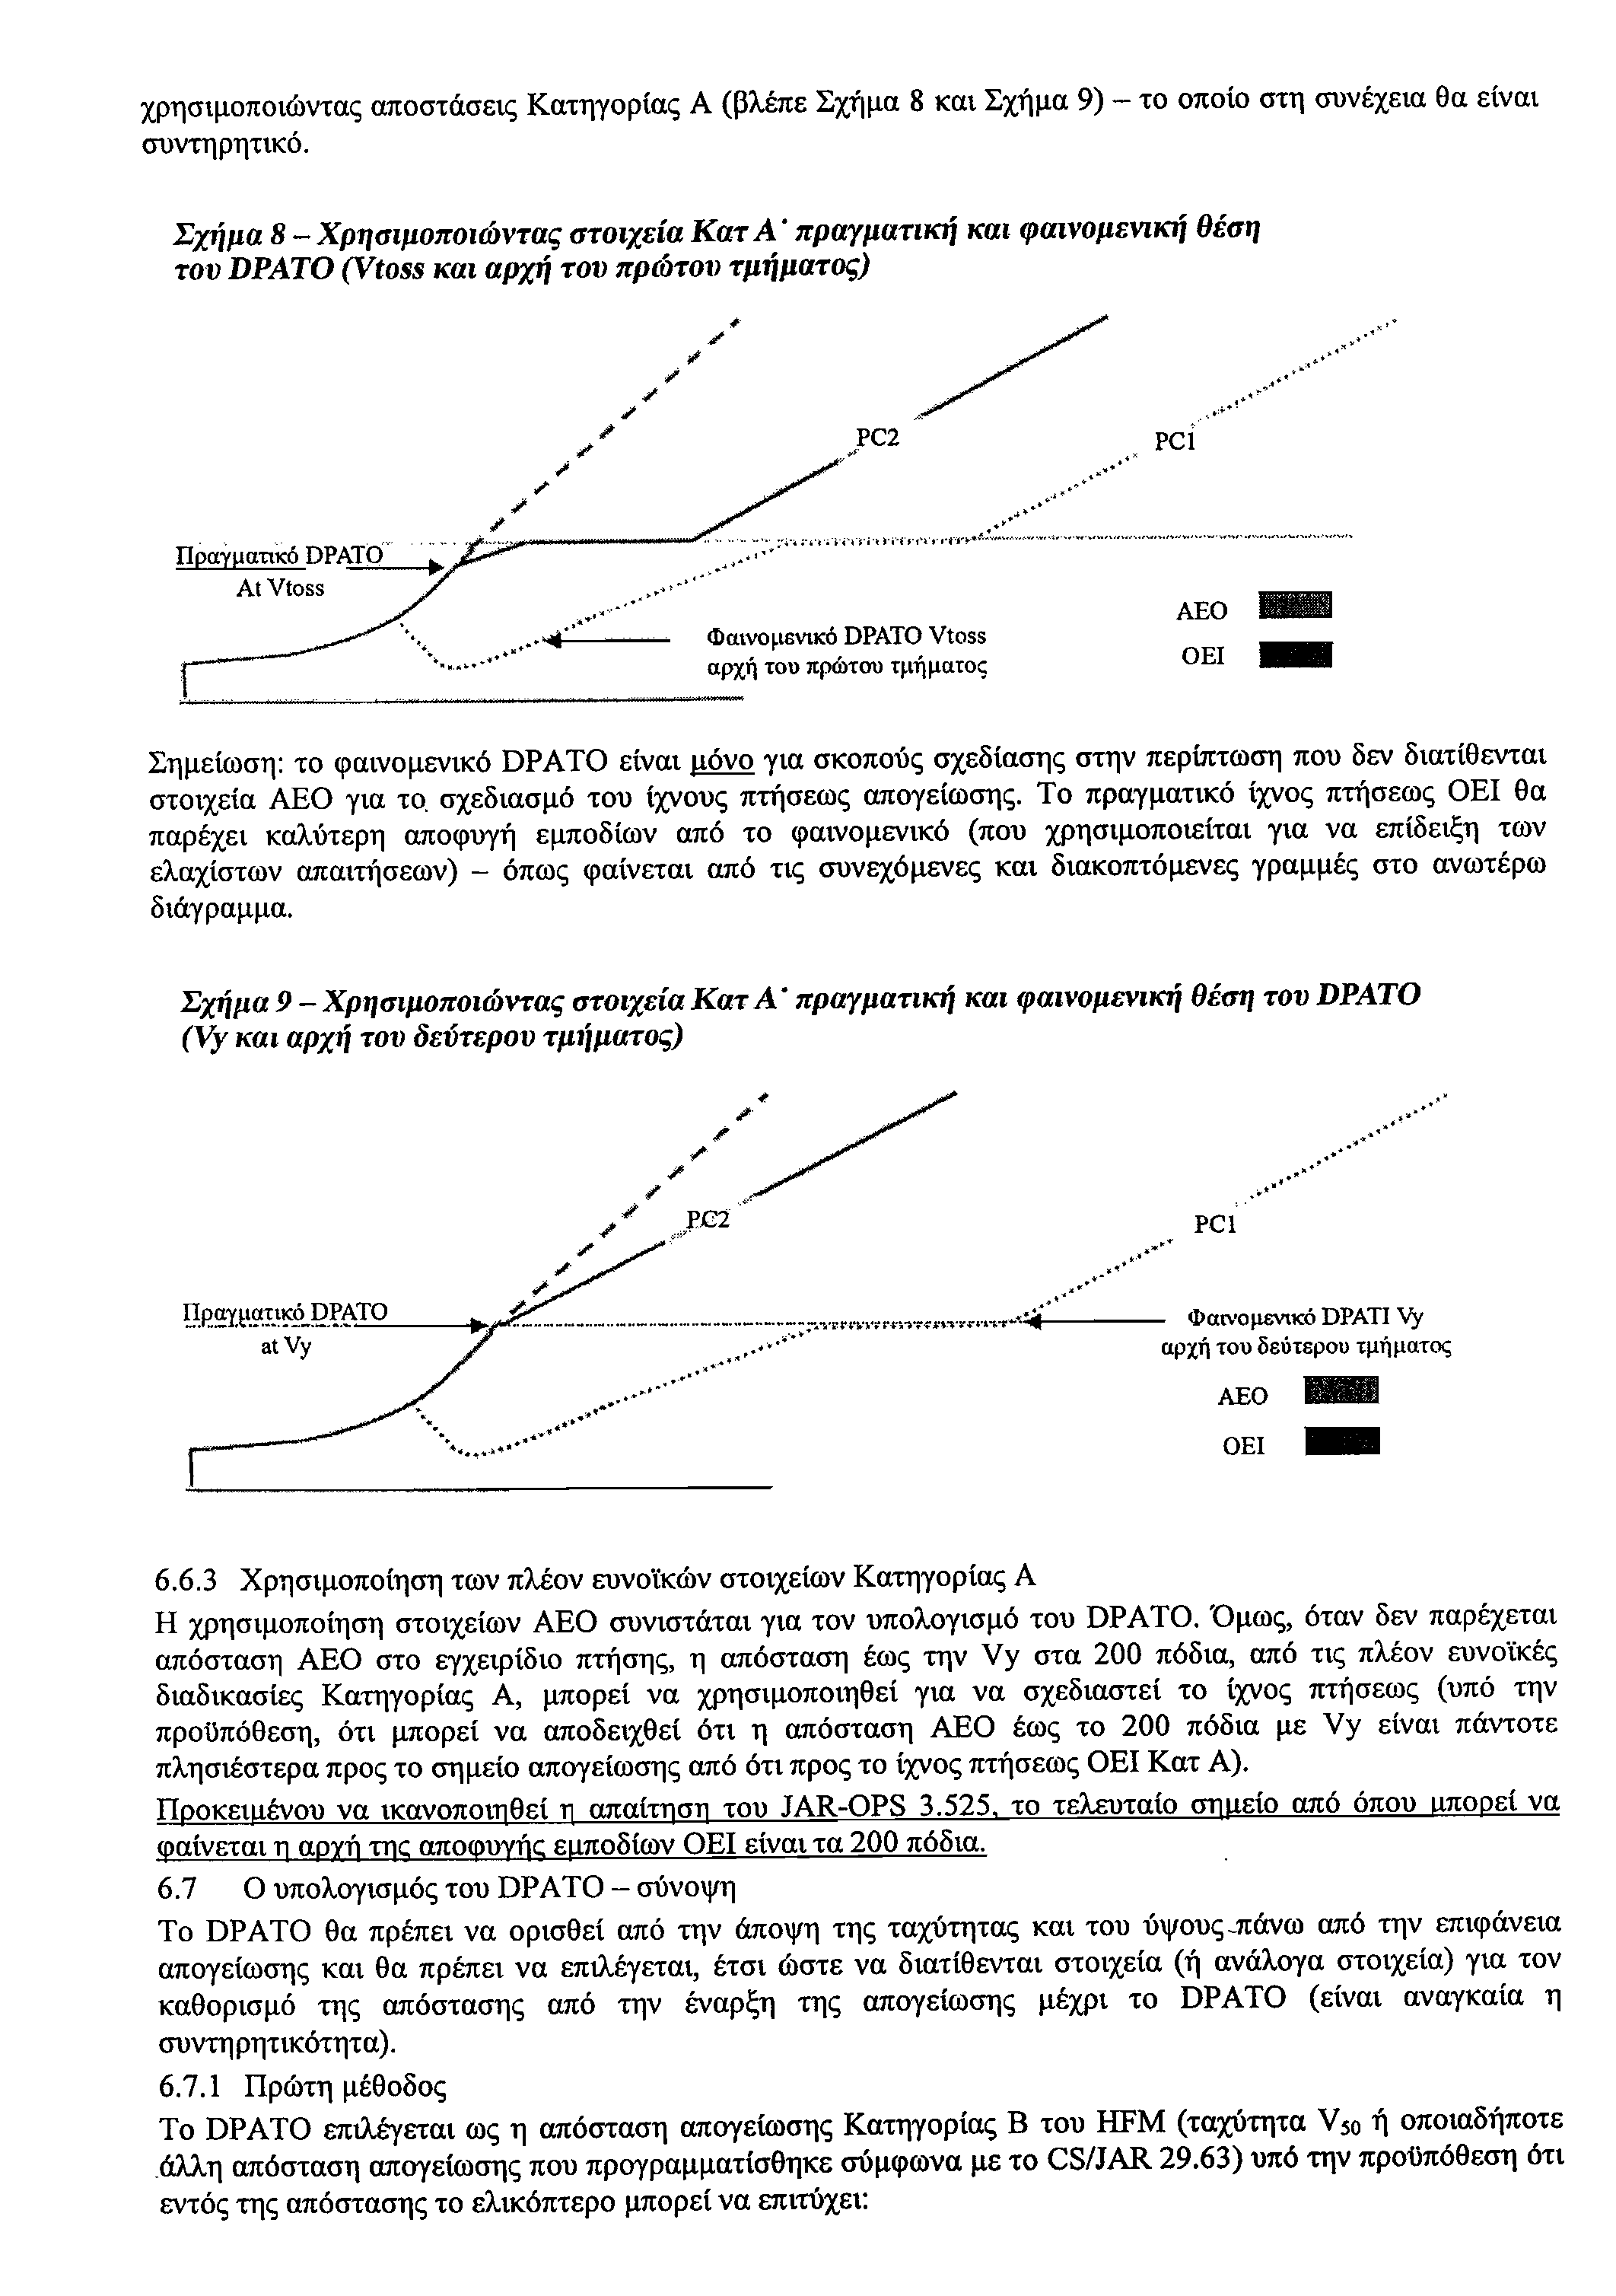 χρησιμοποιώντας αποστάσεις Κατηγορίας Α (βλέπε Σχήμα 8 και Σχήμα 9) – το οποίο στη συνέχεια θα είναι
συντηρητικό.
Σχήμα 8 – Χρησιμοποιώντας στοιχεία Κατ Α˙ πραγματική και φαινομενική θέση
του DPATO (Vtoss και αρχή του πρώτου τμήματος)
PC2
PC1
Πραγματικό DPATO
At Vtoss
Φαινομενικό DPATO Vtoss
αρχή του πρώτου τμήματος
AEO
OEI
Σημείωση: το φαινομενικό DPATO είναι μόνο για σκοπούς σχεδίασης στην περίπτωση που δεν διατίθενται
στοιχεία ΑΕΟ για το σχεδιασμό του ίχνους πτήσεως απογείωσης. Το πραγματικό ίχνος πτήσεως ΟΕΙ θα
παρέχει καλύτερη αποφυγή εμποδίων από το φαινομενικό (που χρησιμοποιείται για να επίδειξη των
ελαχίστων απαιτήσεων) – όπως φαίνεται από τις συνεχόμενες και διακοπτόμενες γραμμές στο ανωτέρω
διάγραμμα.
Σχήμα 9 – Χρησιμοποιώντας στοιχεία Κατ Α˙ πραγματική και φαινομενική θέση του DPATO
(Vy και αρχή του δεύτερου τμήματος)
PC2
PC1
Πραγματικό DPATO
at Vy
Φαινομενικό DPATI Vy
αρχή του δεύτερου τμήματος
AEO
OEI
6.6.3 Χρησιμοποίηση των πλέον ευνοϊκών στοιχείων Κατηγορίας Α
Η χρησιμοποίηση στοιχείων ΑΕΟ συνιστάται για τον υπολογισμό του DPATO. Όμως, όταν δεν παρέχεται
απόσταση ΑΕΟ στο εγχειρίδιο πτήσης, η απόσταση έως την Vy στα 200 πόδια, από τις πλέον ευνοϊκές
διαδικασίες Κατηγορίας Α, μπορεί να χρησιμοποιηθεί για να σχεδιαστεί το ίχνος πτήσεως (υπό την
προϋπόθεση, ότι μπορεί να αποδειχθεί ότι η απόσταση ΑΕΟ έως το 200 πόδια με Vy είναι πάντοτε
πλησιέστερα προς το σημείο απογείωσης από ότι προς το ίχνος πτήσεως ΟΕΙ Κατ Α).
Προκειμένου να ικανοποιηθεί η απαίτηση του JAR-OPS 3.525, το τελευταίο σημείο από όπου μπορεί να
φαίνεται η αρχή της αποφυγής εμποδίων ΟΕΙ είναι τα 200 πόδια.
6.7 Ο υπολογισμός του DPATO – σύνοψη
Το DPATO θα πρέπει να ορισθεί από την άποψη της ταχύτητας και του ύψους πάνω από την επιφάνεια
απογείωσης και θα πρέπει να επιλέγεται, έτσι ώστε να διατίθενται στοιχεία (ή ανάλογα στοιχεία) για τον
καθορισμό της απόστασης από την έναρξη της απογείωσης μέχρι το DPATO (είναι αναγκαία η
συντηρητικότητα).
6.7.1 Πρώτη μέθοδος
Το DPATO επιλέγεται ως η απόσταση απογείωσης Κατηγορίας Β του HFM (ταχύτητα V50 ή οποιαδήποτε
άλλη απόσταση απογείωσης που προγραμματίσθηκε σύμφωνα με το CS/JAR 29.63) υπό την προϋπόθεση ότι
εντός της απόστασης το ελικόπτερο μπορεί να επιτύχει: